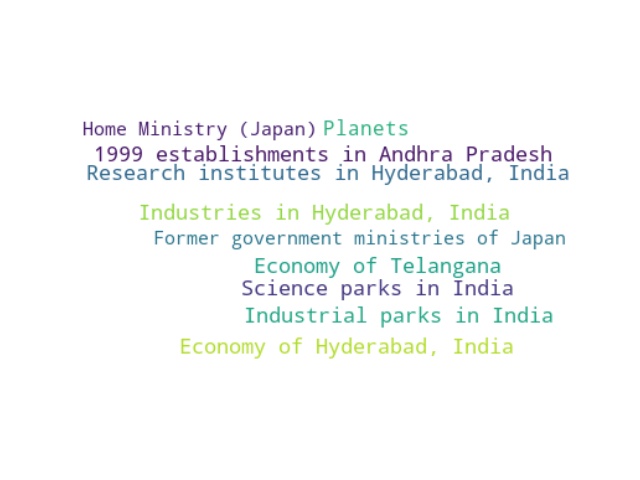 Home Ministry (Japan) Planets
1999 establishments in Andhra Pradesh
Research institutes in Hyderabad, India
Industries in Hyderabad, India
Former government ministries of Japan
Economy of Telangana
Science parks in India
Industrial parks in India
Economy of Hyderabad, India